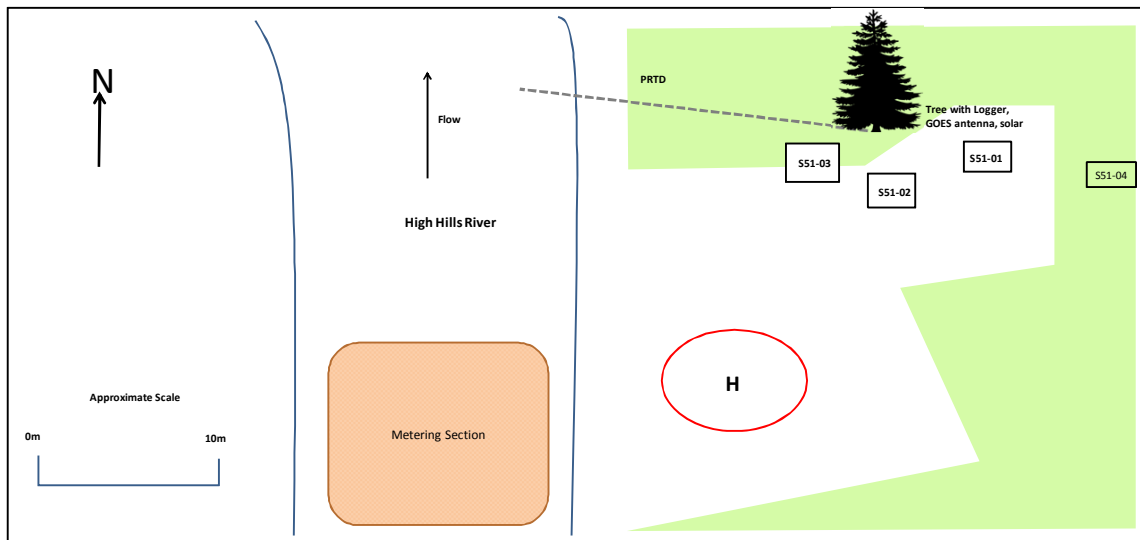 N
Flow
PRTD
Tree with Logger,
GOES antenna, solar
S51-03
S51-01
S51-02
S51-04
High Hills River
H
Approximate Scale
0m
10m
Metering Section